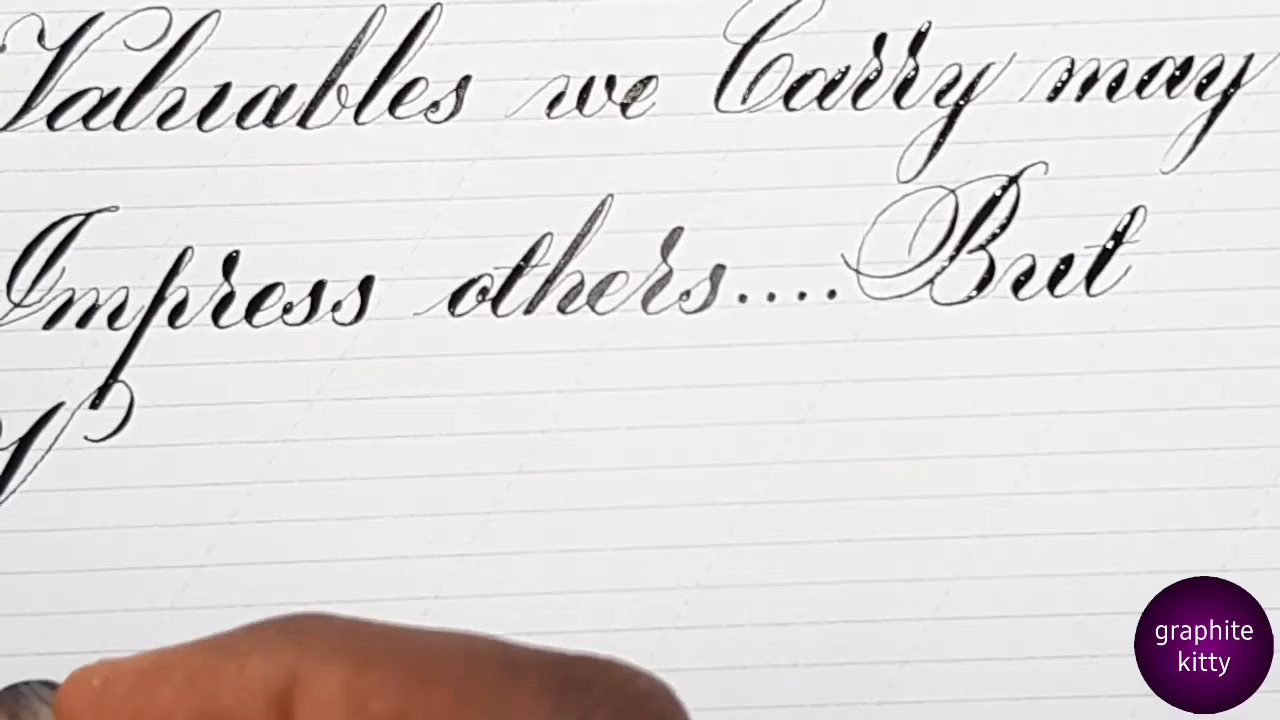 Valuables we Carry may
Impress others....But
V
graphite
kitty